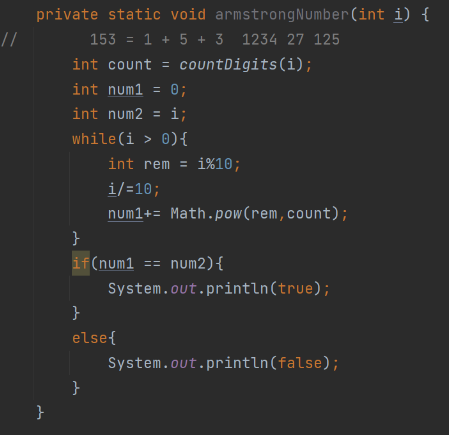 private static void armstrongNumber(int i) {
//        153 = 1 + 5 + 3  1234 27 125
int count = countDigits(i);
int num1 = 0;
int num2 = i;
while(i > 0){
int rem = i%10;
i/=10;
num1+= Math.pow(rem,count);
}
if(num1 == num2){
System.out.println(true);
}
else{
System.out.println(false);
}
}